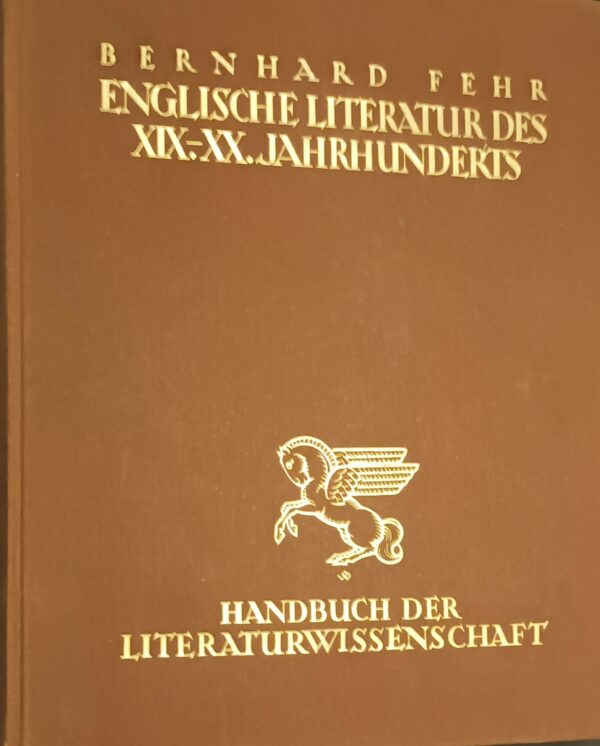 BERNHARD FEHR
ENGLISCHE LITERATUR DES
XIX.-XX. JAHRHUNDERTS
HANDBUCH DER
LITERATURWISSENSCHAFT